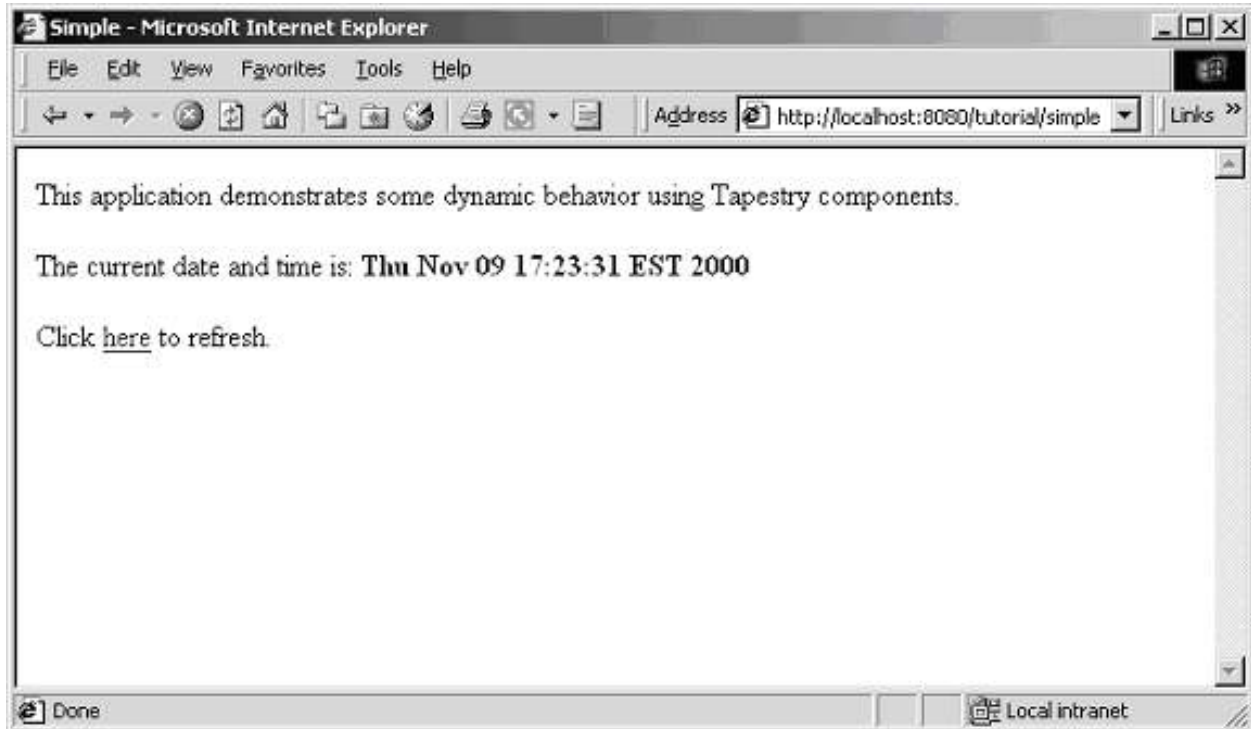 Simple - Microsoft Internet Explorer
File Edit View Favorites Tools Help
Address http://localhost:8080/tutorial/simple Links »
This application demonstrates some dynamic behavior using Tapestry components.
The current date and time is: Thu Nov 09 17:23:31 EST 2000
Click here to refresh.
Done Local intranet